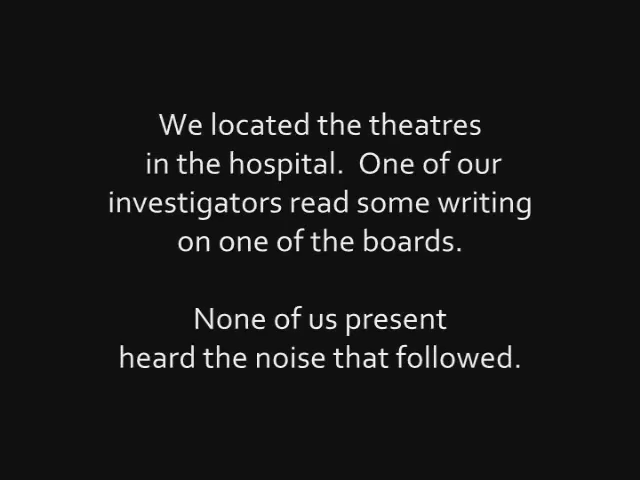 We located the theatres
in the hospital.  One of our
investigators read some writing
on one of the boards.
None of us present
heard the noise that followed.